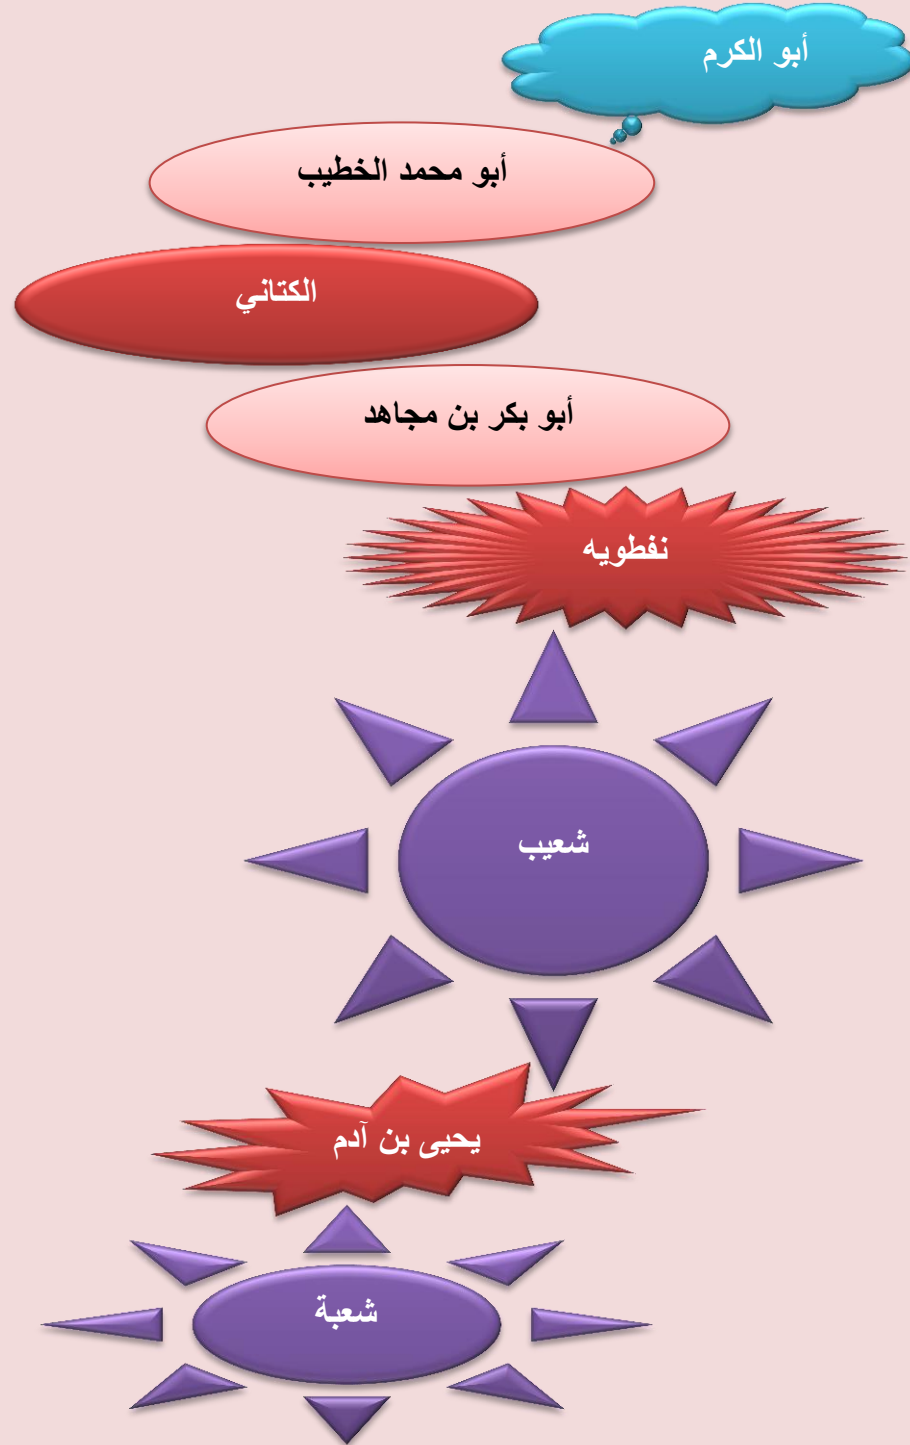 أبو الكرم
أبو محمد الخطيب
الكتاني
أبو بكر بن مجاهد
نفطويه
شعيب
يحيى بن آدم
شعبة